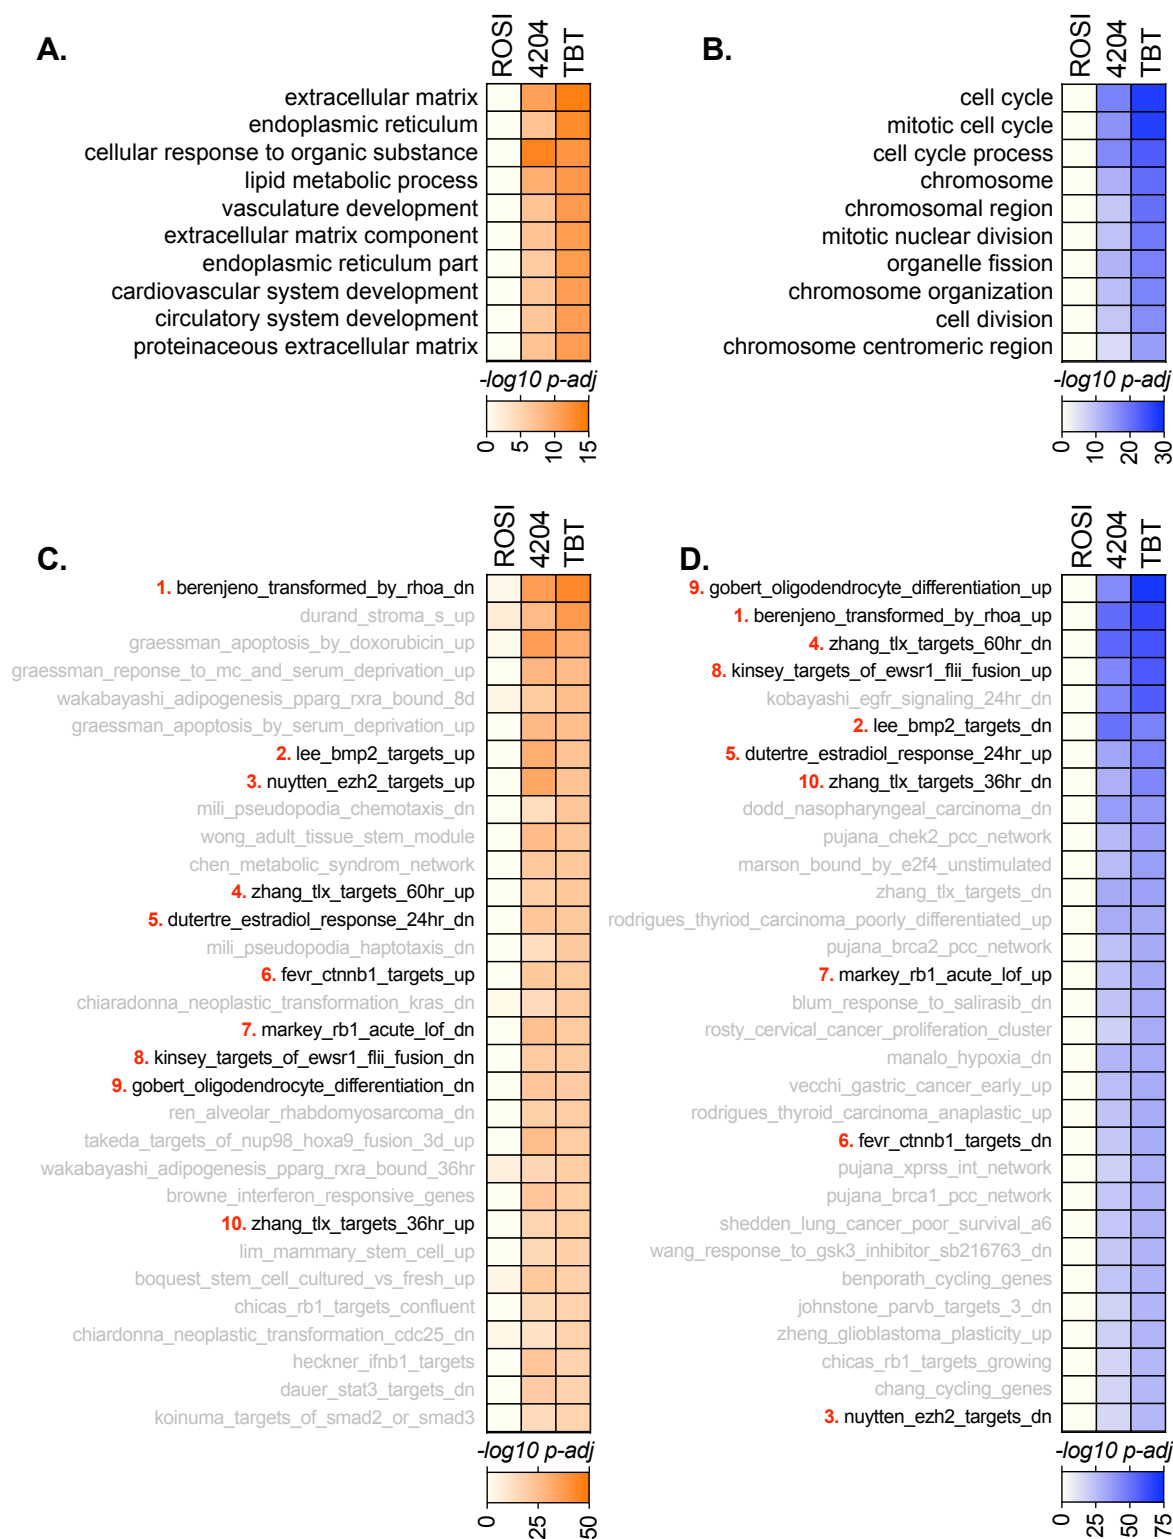 A.
ROSI
4204
TBT
extracellular matrix
endoplasmic reticulum
cellular response to organic substance
lipid metabolic process
vasculature development
extracellular matrix component
endoplasmic reticulum part
cardiovascular system development
circulatory system development
proteinaceous extracellular matrix
-log10 p-adj
0 5 10 15
B.
ROSI
4204
TBT
cell cycle
mitotic cell cycle
cell cycle process
chromosome
chromosomal region
mitotic nuclear division
organelle fission
chromosome organization
cell division
chromosome centromeric region
-log10 p-adj
0 10 20 30
C.
ROSI
4204
TBT
1. berenjeno_transformed_by_rhoa_dn
durand_stroma_s_up
graessman_apoptosis_by_doxorubicin_up
graessman_reponse_to_mc_and_serum_deprivation_up
wakabayashi_adipogenesis_pparg_rxra_bound_8d
graessman_apoptosis_by_serum_deprivation_up
2. lee_bmp2_targets_up
3. nuytten_ezh2_targets_up
mili_pseudopodia_chemotaxis_dn
wong_adult_tissue_stem_module
chen_metabolic_syndrom_network
4. zhang_tlx_targets_60hr_up
5. dutertre_estradiol_response_24hr_dn
mili_pseudopodia_haptotaxis_dn
6. fevr_ctnnb1_targets_up
chiaradonna_neoplastic_transformation_kras_dn
7. markey_rb1_acute_lof_dn
8. kinsey_targets_of_ewsr1_flii_fusion_dn
9. gobert_oligodendrocyte_differentiation_dn
ren_alveolar_rhabdomyosarcoma_dn
takeda_targets_of_nup98_hoxa9_fusion_3d_up
wakabayashi_adipogenesis_pparg_rxra_bound_36hr
browne_interferon_responsive_genes
10. zhang_tlx_targets_36hr_up
lim_mammary_stem_cell_up
boquest_stem_cell_cultured_vs_fresh_up
chicas_rb1_targets_confluent
chiardonna_neoplastic_transformation_cdc25_dn
heckner_ifnb1_targets
dauer_stat3_targets_dn
koinuma_targets_of_smad2_or_smad3
-log10 p-adj
0 25 50
D.
ROSI
4204
TBT
9. gobert_oligodendrocyte_differentiation_up
1. berenjeno_transformed_by_rhoa_up
4. zhang_tlx_targets_60hr_dn
8. kinsey_targets_of_ewsr1_flii_fusion_up
kobayashi_egfr_signaling_24hr_dn
2. lee_bmp2_targets_dn
5. dutertre_estradiol_response_24hr_up
10. zhang_tlx_targets_36hr_dn
dodd_nasopharyngeal_carcinoma_dn
pujana_chek2_pcc_network
marson_bound_by_e2f4_unstimulated
zhang_tlx_targets_dn
rodrigues_thyriod_carcinoma_poorly_differentiated_up
pujana_brca2_pcc_network
7. markey_rb1_acute_lof_up
blum_response_to_salirasib_dn
rosty_cervical_cancer_proliferation_cluster
manalo_hypoxia_dn
vecchi_gastric_cancer_early_up
rodrigues_thyroid_carcinoma_anaplastic_up
6. fevr_ctnnb1_targets_dn
pujana_xprss_int_network
pujana_brca1_pcc_network
shedden_lung_cancer_poor_survival_a6
wang_response_to_gsk3_inhibitor_sb216763_dn
benporath_cycling_genes
johnstone_parvb_targets_3_dn
zheng_glioblastoma_plasticity_up
chicas_rb1_targets_growing
chang_cycling_genes
3. nuytten_ezh2_targets_dn
-log10 p-adj
0 25 50 75